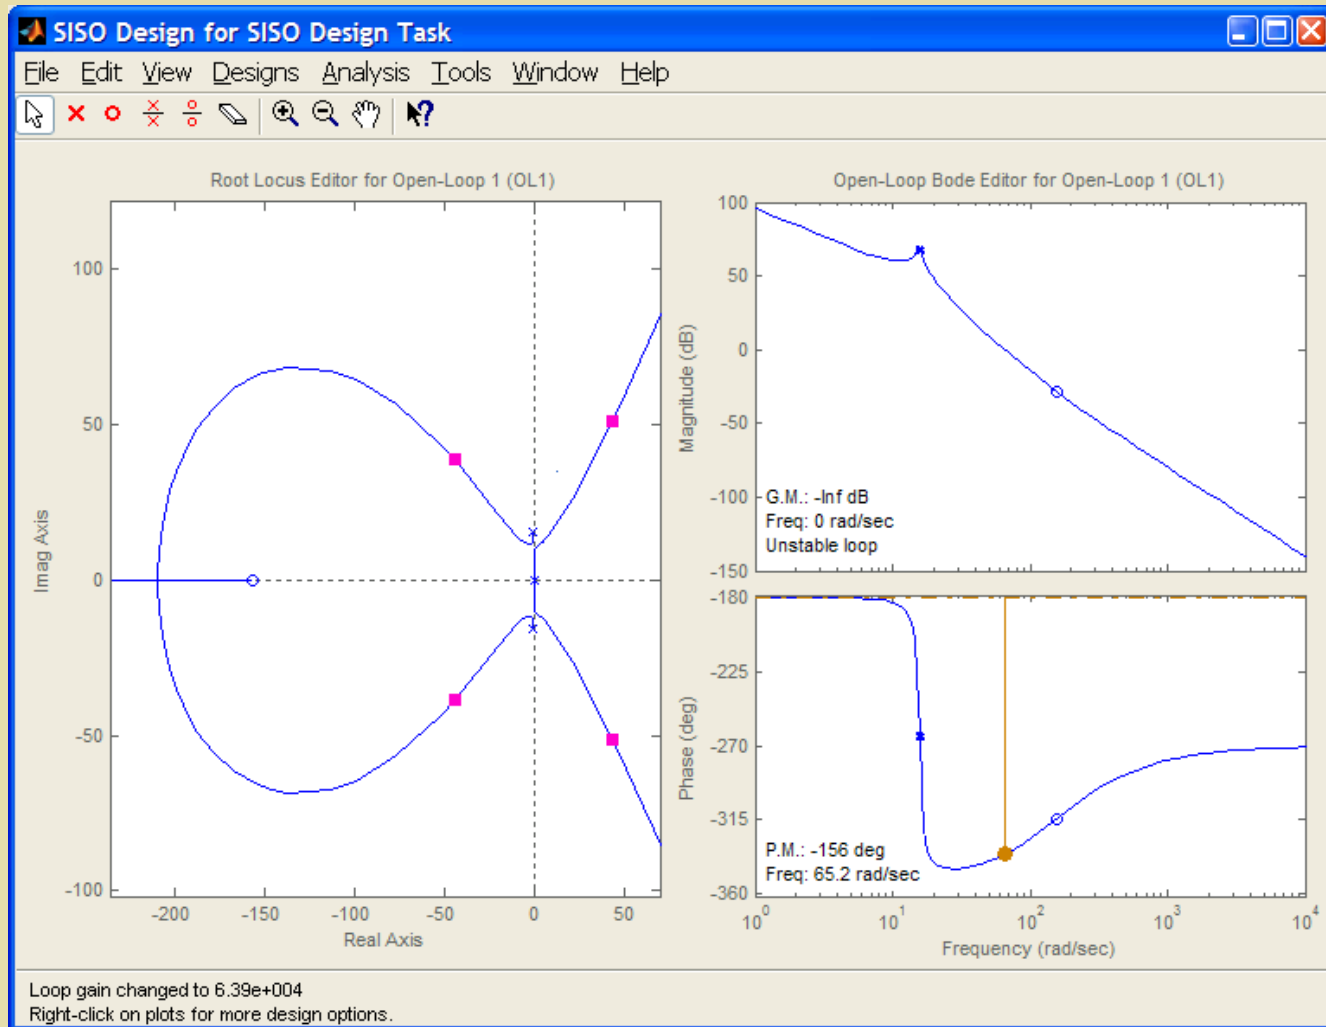 SISO Design for SISO Design Task
File Edit View Designs Analysis Tools Window Help
Root Locus Editor for Open-Loop 1 (OL1)
100
50
0
-50
-100
Imag Axis
-200 -150 -100 -50 0 50
Real Axis
Open-Loop Bode Editor for Open-Loop 1 (OL1)
100
50
0
-50
-100
-150
Magnitude (dB)
G.M.: -Inf dB
Freq: 0 rad/sec
Unstable loop
-180
-225
-270
-315
-360
Phase (deg)
P.M.: -156 deg
Freq: 65.2 rad/sec
10^0 10^1 10^2 10^3 10^4
Frequency (rad/sec)
Loop gain changed to 6.39e+004
Right-click on plots for more design options.